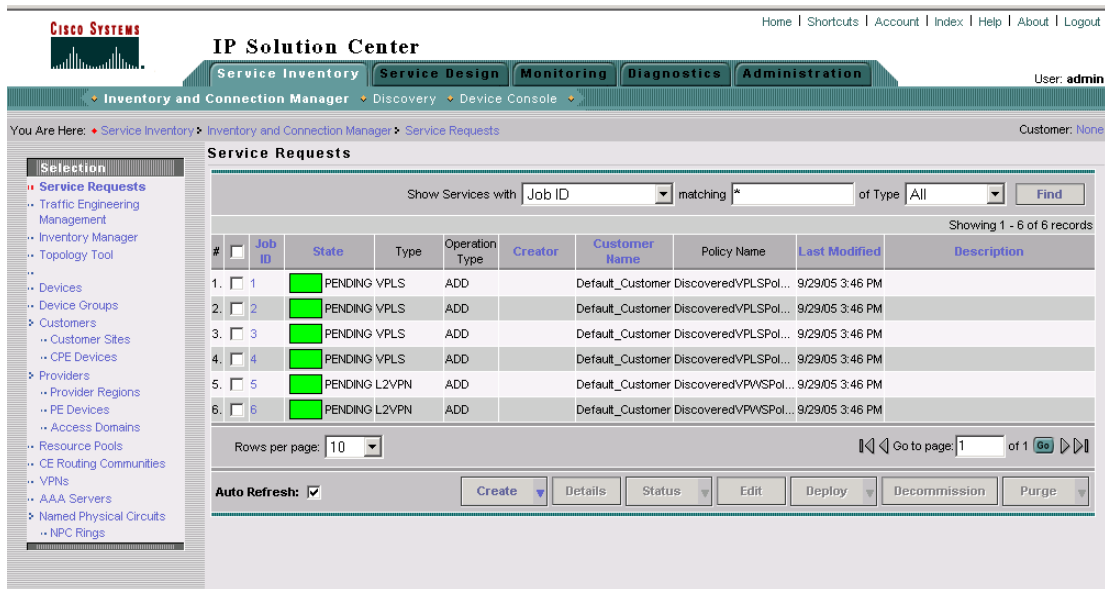 Home | Shortcuts | Account | Index | Help | About | Logout
CISCO SYSTEMS
IP Solution Center
Service Inventory Service Design Monitoring Diagnostics Administration
User: admin
Inventory and Connection Manager Discovery Device Console
You Are Here: Service Inventory Inventory and Connection Manager Service Requests
Customer: None
Selection
Service Requests
Traffic Engineering
Management
Inventory Manager
Topology Tool
Devices
Device Groups
Customers
Customer Sites
CPE Devices
Providers
Provider Regions
PE Devices
Access Domains
Resource Pools
CE Routing Communities
VPNs
AAA Servers
Named Physical Circuits
NPC Rings
Service Requests
Show Services with Job ID matching * of Type All Find
Showing 1 - 6 of 6 records
# Job ID State Type Operation Type Creator Customer Name Policy Name Last Modified Description
1. 1 PENDING VPLS ADD Default_Customer DiscoveredVPLSPol... 9/29/05 3:46 PM
2. 2 PENDING VPLS ADD Default_Customer DiscoveredVPLSPol... 9/29/05 3:46 PM
3. 3 PENDING VPLS ADD Default_Customer DiscoveredVPLSPol... 9/29/05 3:46 PM
4. 4 PENDING VPLS ADD Default_Customer DiscoveredVPLSPol... 9/29/05 3:46 PM
5. 5 PENDING L2VPN ADD Default_Customer DiscoveredVPWSPol... 9/29/05 3:46 PM
6. 6 PENDING L2VPN ADD Default_Customer DiscoveredVPWSPol... 9/29/05 3:46 PM
Rows per page: 10 Go to page: 1 of 1 Go
Auto Refresh: Create Details Status Edit Deploy Decommission Purge